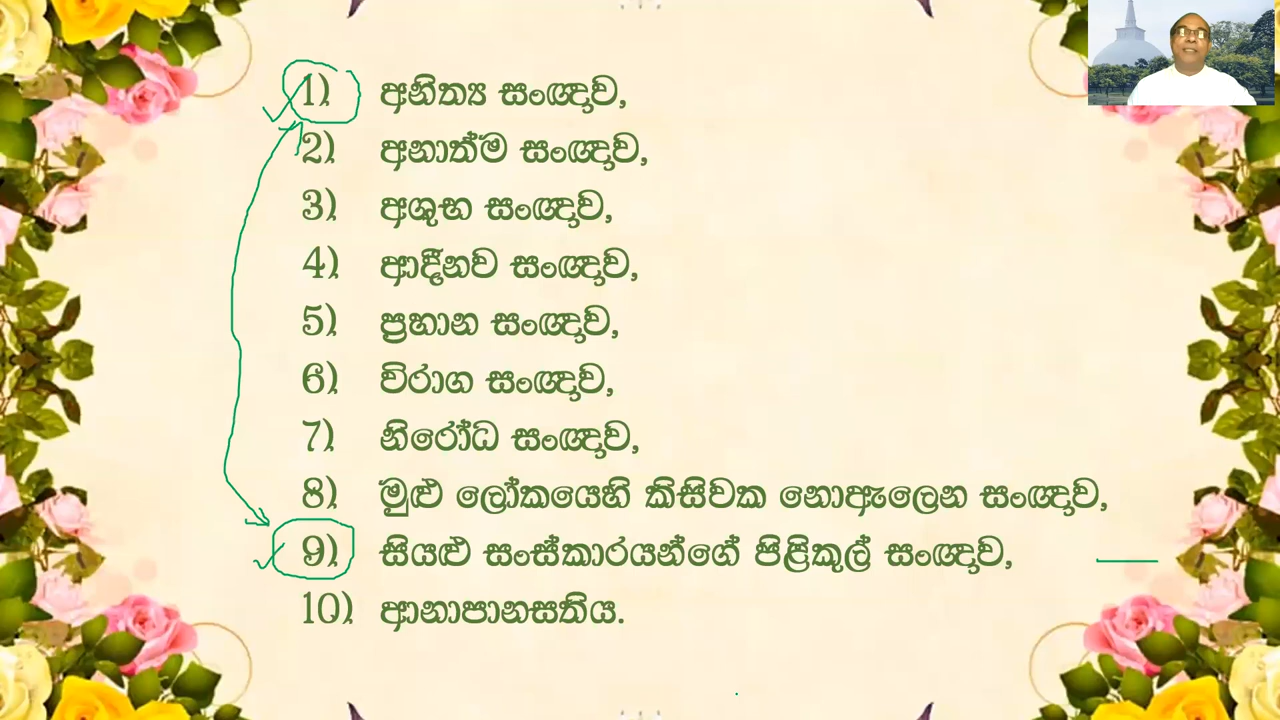 1) අනිත්‍ය සංඥාව,
2) අනාත්ම සංඥාව,
3) අශුභ සංඥාව,
4) ආදීනව සංඥාව,
5) ප්‍රහාන සංඥාව,
6) විරාග සංඥාව,
7) නිරෝධ සංඥාව,
8) මුළු ලෝකයෙහි කිසිවක නොඇලෙන සංඥාව,
9) සියළු සංස්කාරයන්ගේ පිළිකුල් සංඥාව,
10) ආනාපානසතිය.